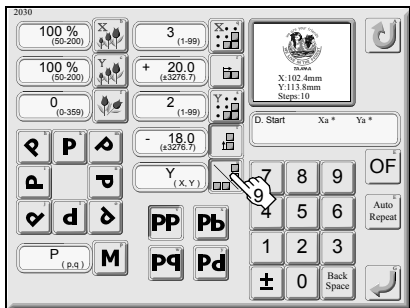 2030
100 %
(50-200)
X
3
(1-99)
X
100 %
(50-200)
Y
+ 20.0
(±3276.7)
TAJIMA
X:102.4mm
Y:113.8mm
Steps:10
0
(0-359)
2
(1-99)
Y
D. Start Xa * Ya *
P P P
- 18.0
(±3276.7)
P P
Y
(X, Y)
9
7 8 9
OF
P P P
PP Pb
4 5 6
Auto
Repeat
P
(p,q)
M
Pq Pd
1 2 3
± 0
Back
Space